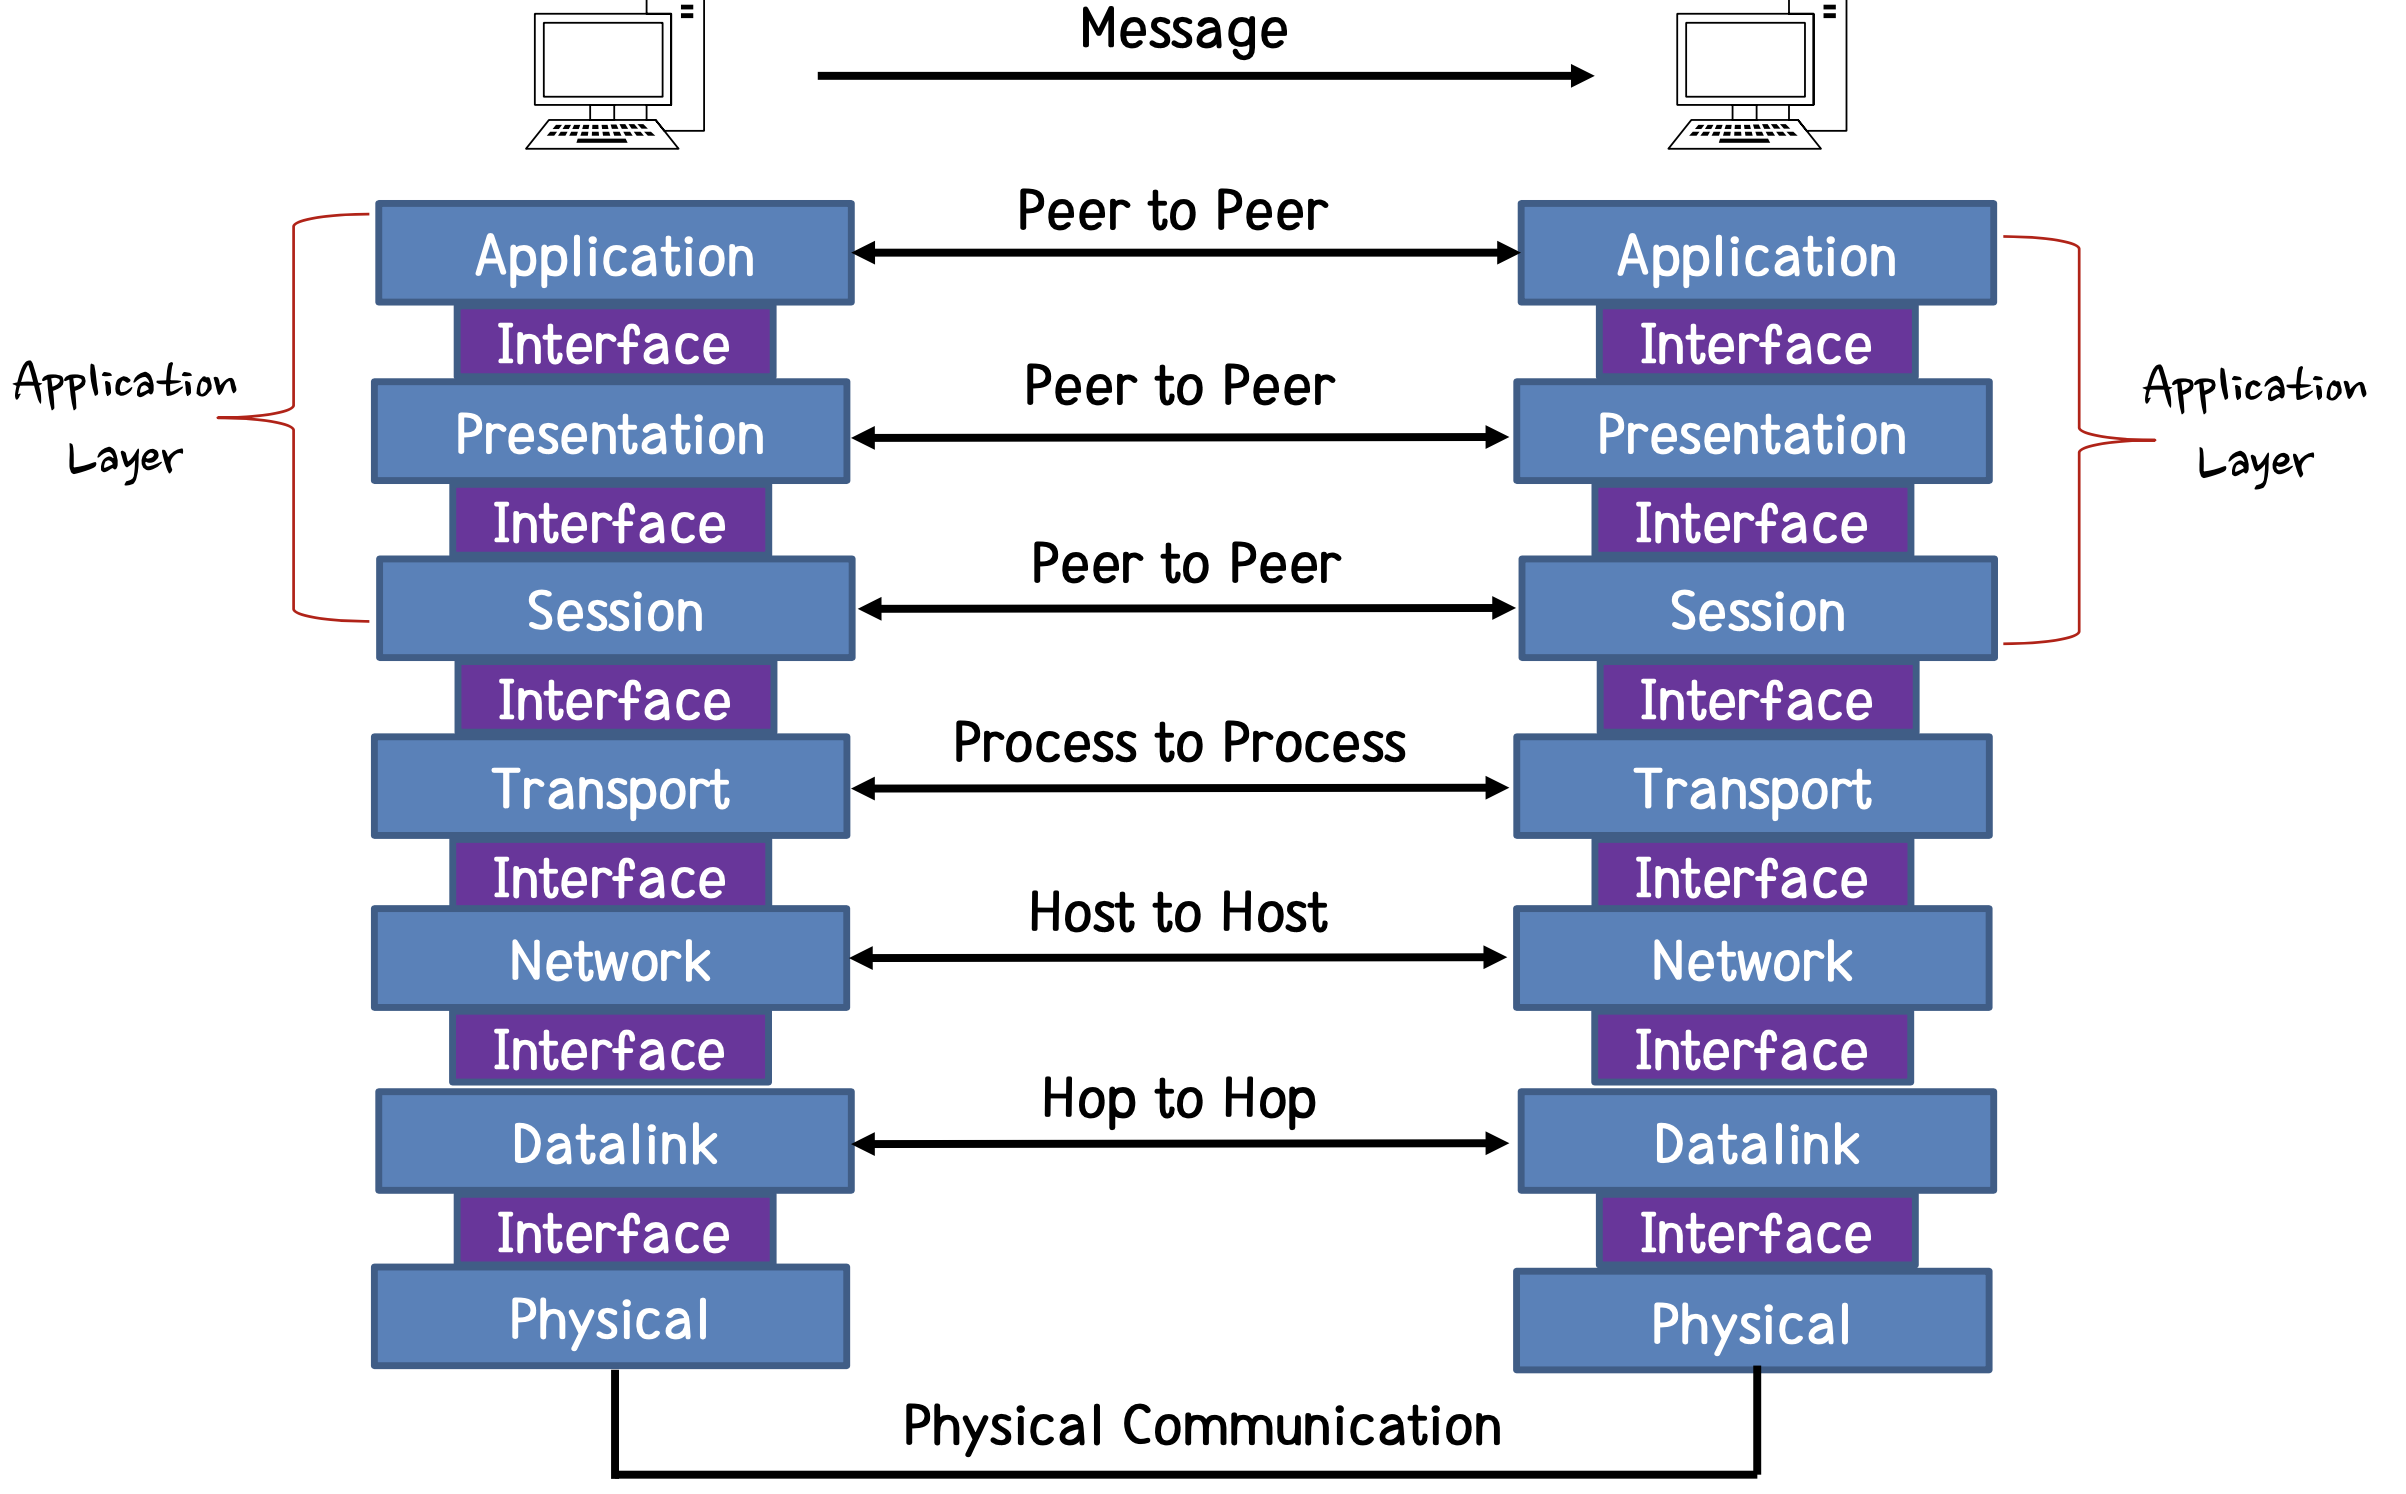 Message
Peer to Peer
Application
Application
Interface
Interface
Application
Layer
Peer to Peer
Application
Layer
Presentation
Presentation
Interface
Interface
Peer to Peer
Session
Session
Interface
Interface
Process to Process
Transport
Transport
Interface
Interface
Host to Host
Network
Network
Interface
Interface
Hop to Hop
Datalink
Datalink
Interface
Interface
Physical
Physical
Physical Communication